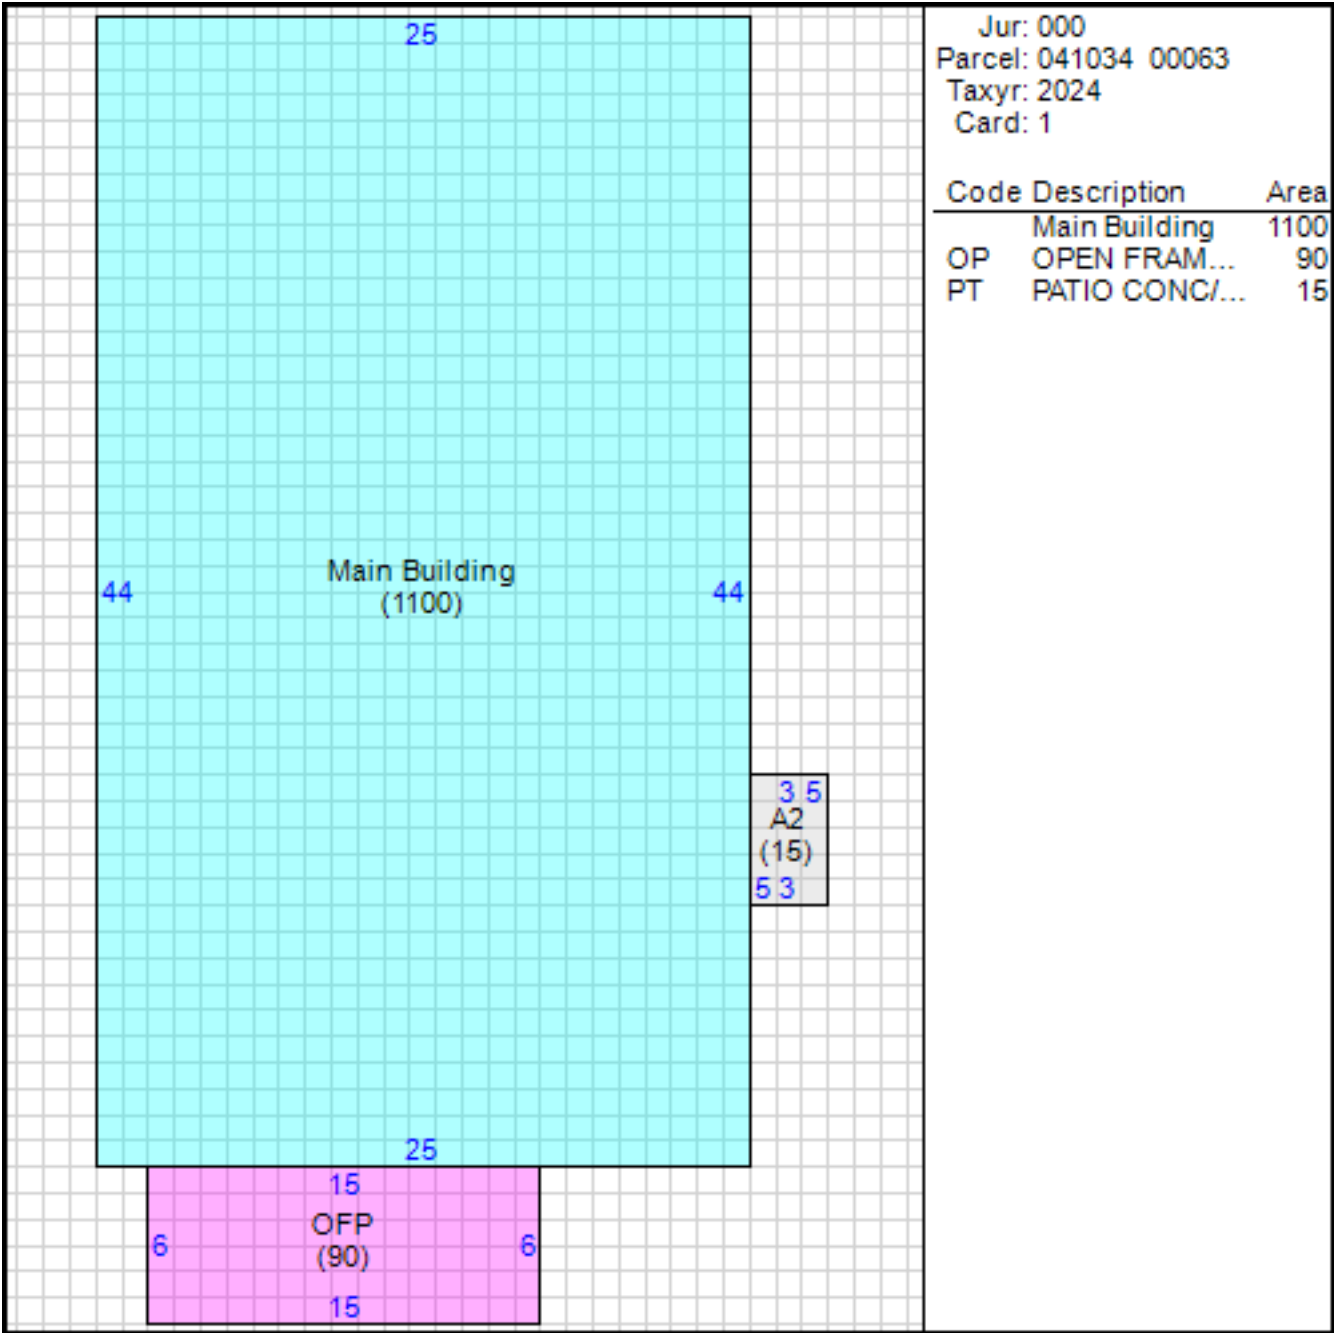 25
44
Main Building
(1100)
44
3 5
A2
(15)
5 3
25
15
OFP
6
(90)
6
15
Jur: 000
Parcel: 041034 00063
Taxyr: 2024
Card: 1
Code Description Area
Main Building 1100
OP OPEN FRAM... 90
PT PATIO CONC/... 15